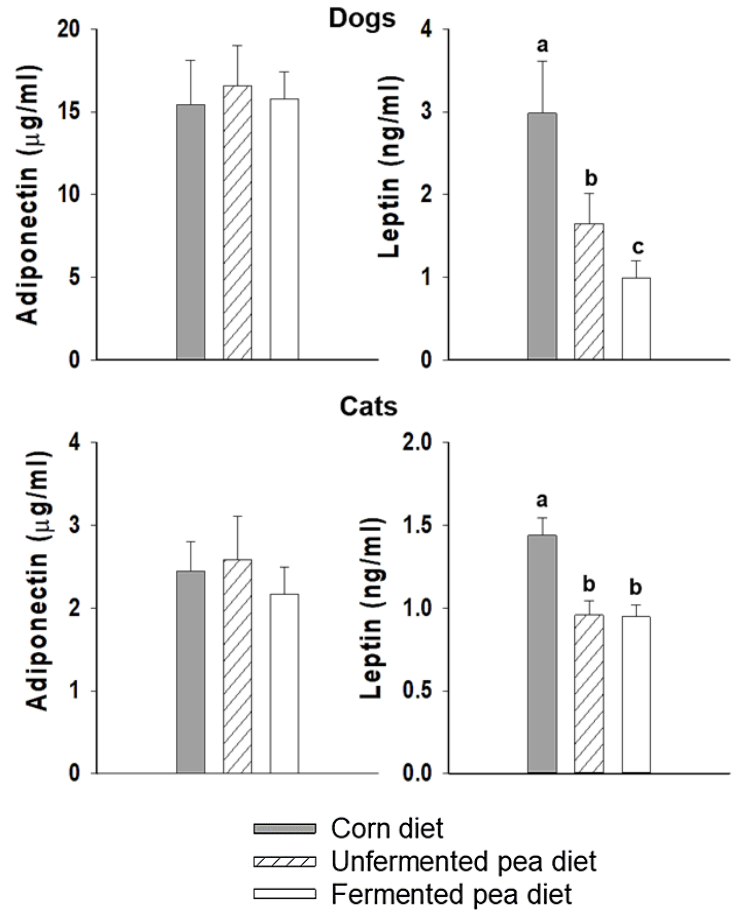 Dogs
Adiponectin (µg/ml)
20
15
10
5
0
Leptin (ng/ml)
4
3
2
1
0
a
b
c
Cats
Adiponectin (µg/ml)
4
3
2
1
0
Leptin (ng/ml)
2.0
1.5
1.0
0.5
0.0
a
b
b
Corn diet
Unfermented pea diet
Fermented pea diet